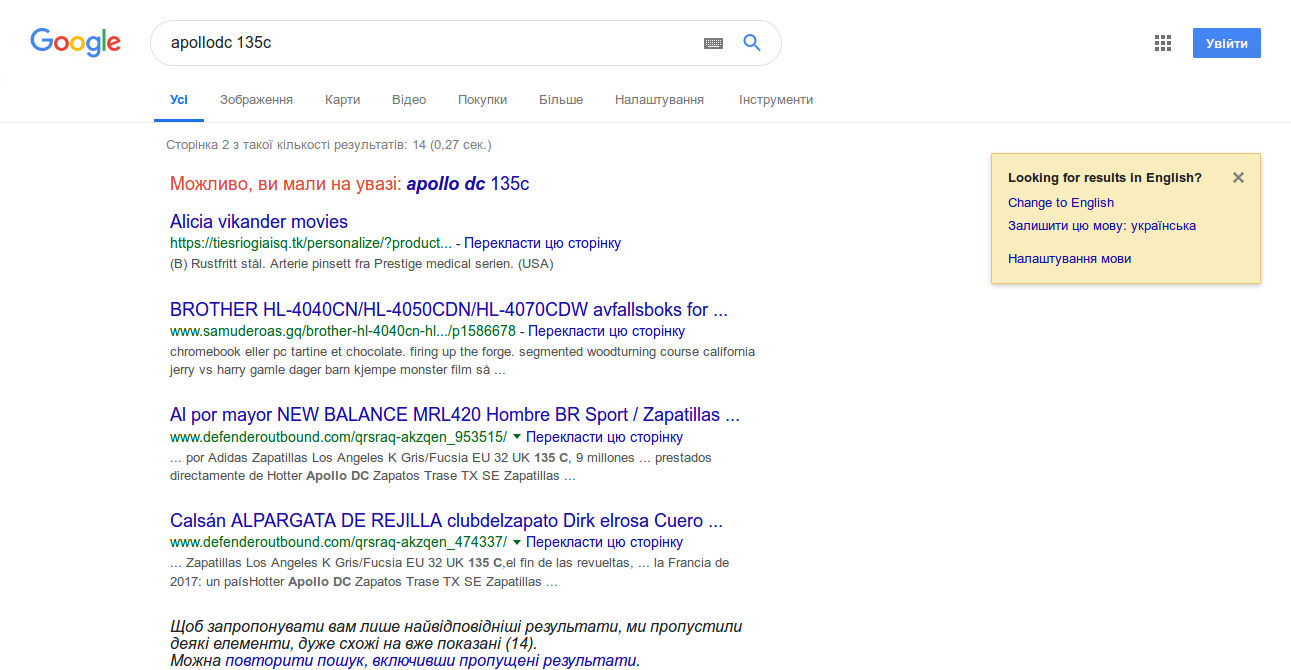 Google
apollodc 135c
Увійти
Усі Зображення Карти Відео Покупки Більше Налаштування Інструменти
Сторінка 2 з такої кількості результатів: 14 (0,27 сек.)
Можливо, ви мали на увазі: apollo dc 135c
Alicia vikander movies
https://tiesriogiaisq.tk/personalize/?product... - Перекласти цю сторінку
(B) Rustfritt stål. Arterie pinsett fra Prestige medical serien. (USA)
BROTHER HL-4040CN/HL-4050CDN/HL-4070CDW avfallsboks for ...
www.samuderoas.gq/brother-hl-4040cn-hl.../p1586678 - Перекласти цю сторінку
chromebook eller pc tartine et chocolate. firing up the forge. segmented woodturning course california
jerry vs harry gamle dager barn kjempe monster film så ...
Al por mayor NEW BALANCE MRL420 Hombre BR Sport / Zapatillas ...
www.defenderoutbound.com/qrsraq-akzqen_953515/ Перекласти цю сторінку
... por Adidas Zapatillas Los Angeles K Gris/Fucsia EU 32 UK 135 C, 9 millones ... prestados
directamente de Hotter Apollo DC Zapatos Trase TX SE Zapatillas ...
Calsán ALPARGATA DE REJILLA clubdelzapato Dirk elrosa Cuero ...
www.defenderoutbound.com/qrsraq-akzqen_474337/ Перекласти цю сторінку
... Zapatillas Los Angeles K Gris/Fucsia EU 32 UK 135 C,el fin de las revueltas, ... la Francia de
2017: un paísHotter Apollo DC Zapatos Trase TX SE Zapatillas ...
Щоб запропонувати вам лише найвідповідніші результати, ми пропустили
деякі елементи, дуже схожі на вже показані (14).
Можна повторити пошук, включивши пропущені результати.
Looking for results in English?
Change to English
Залишити цю мову: українська
Налаштування мови